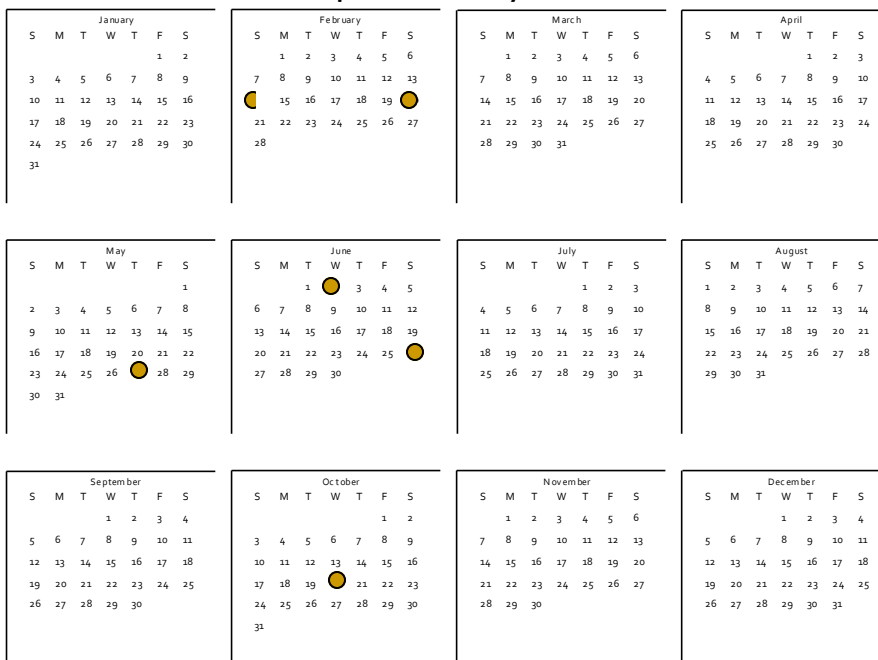 January
S M T W T F S
1 2
3 4 5 6 7 8 9
10 11 12 13 14 15 16
17 18 19 20 21 22 23
24 25 26 27 28 29 30
31
February
S M T W T F S
1 2 3 4 5 6
7 8 9 10 11 12 13
15 16 17 18 19
21 22 23 24 25 26 27
28
March
S M T W T F S
1 2 3 4 5 6
7 8 9 10 11 12 13
14 15 16 17 18 19 20
21 22 23 24 25 26 27
28 29 30 31
April
S M T W T F S
1 2 3
4 5 6 7 8 9 10
11 12 13 14 15 16 17
18 19 20 21 22 23 24
25 26 27 28 29 30
May
S M T W T F S
1
2 3 4 5 6 7 8
9 10 11 12 13 14 15
16 17 18 19 20 21 22
23 24 25 26 28 29
30 31
June
S M T W T F S
1 3 4 5
6 7 8 9 10 11 12
13 14 15 16 17 18 19
20 21 22 23 24 25
27 28 29 30
July
S M T W T F S
1 2 3
4 5 6 7 8 9 10
11 12 13 14 15 16 17
18 19 20 21 22 23 24
25 26 27 28 29 30 31
August
S M T W T F S
1 2 3 4 5 6 7
8 9 10 11 12 13 14
15 16 17 18 19 20 21
22 23 24 25 26 27 28
29 30 31
September
S M T W T F S
1 2 3 4
5 6 7 8 9 10 11
12 13 14 15 16 17 18
19 20 21 22 23 24 25
26 27 28 29 30
October
S M T W T F S
1 2
3 4 5 6 7 8 9
10 11 12 13 14 15 16
17 18 19 21 22 23
24 25 26 27 28 29 30
31
November
S M T W T F S
1 2 3 4 5 6
7 8 9 10 11 12 13
14 15 16 17 18 19 20
21 22 23 24 25 26 27
28 29 30
December
S M T W T F S
1 2 3 4
5 6 7 8 9 10 11
12 13 14 15 16 17 18
19 20 21 22 23 24 25
26 27 28 29 30 31